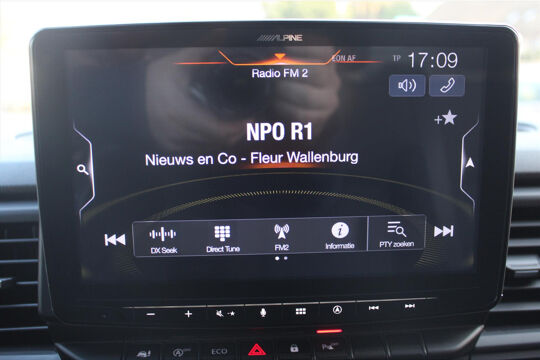 ALPINE
EON AF TP 17:09
Radio FM 2
NPO R1
Nieuws en Co - Fleur Wallenburg
DX Seek Direct Tune FM2 Informatie PTY zoeken
ECO